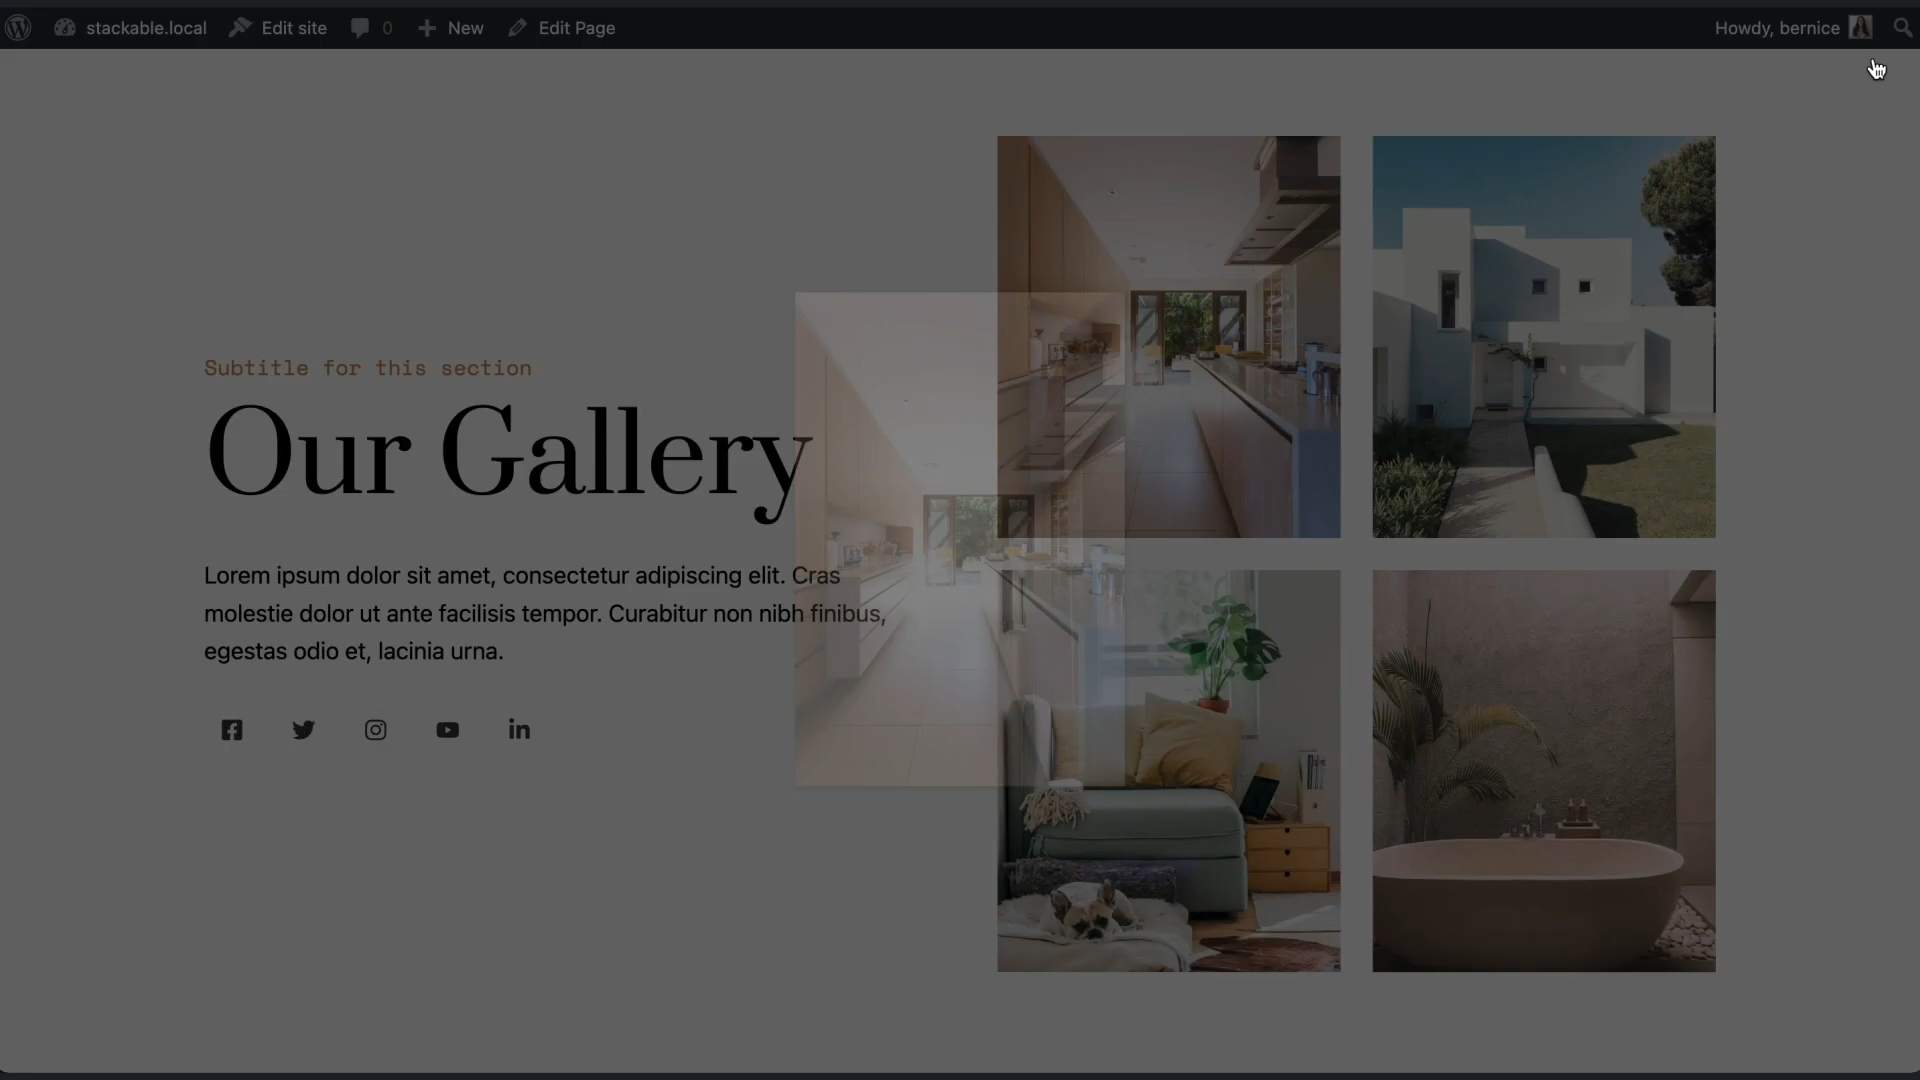 stackable.local
Edit site
0
New
Edit Page
Howdy, bernice
Subtitle for this section
Our Gallery
Lorem ipsum dolor sit amet, consectetur adipiscing elit. Cras
molestie dolor ut ante facilisis tempor. Curabitur non nibh finibus,
egestas odio et, lacinia urna.